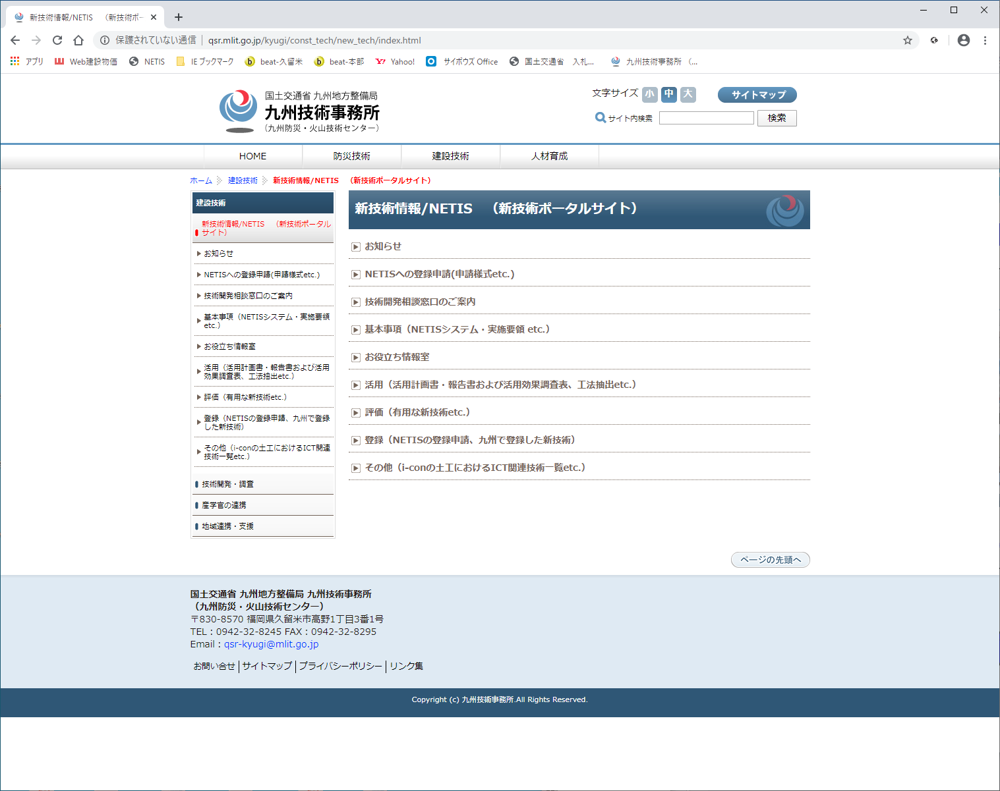 新技術情報/NETIS　（新技術ポー
保護されていない通信 | qsr.mlit.go.jp/kyugi/const_tech/new_tech/index.html
アプリ Web建設物価 NETIS IE ブックマーク beat-久留米 beat-本部 Yahoo! サイボウズ Office 国土交通省　入札... 九州技術事務所　(...
国土交通省 九州地方整備局
九州技術事務所
（九州防災・火山技術センター）
文字サイズ 小 中 大 サイトマップ
サイト内検索 検索
HOME 防災技術 建設技術 人材育成
ホーム 建設技術 新技術情報/NETIS　（新技術ポータルサイト）
建設技術
新技術情報/NETIS　（新技術ポータル
サイト）
お知らせ
NETISへの登録申請(申請様式etc.)
技術開発相談窓口のご案内
基本事項（NETISシステム・実施要領
etc.）
お役立ち情報室
活用（活用計画書・報告書および活用
効果調査表、工法抽出etc.）
評価（有用な新技術etc.）
登録（NETISの登録申請、九州で登録
した新技術）
その他（i-conの土工におけるICT関連
技術一覧etc.）
技術開発・調査
産学官の連携
地域連携・支援
新技術情報/NETIS　（新技術ポータルサイト）
お知らせ
NETISへの登録申請(申請様式etc.)
技術開発相談窓口のご案内
基本事項（NETISシステム・実施要領 etc.）
お役立ち情報室
活用（活用計画書・報告書および活用効果調査表、工法抽出etc.）
評価（有用な新技術etc.）
登録（NETISの登録申請、九州で登録した新技術）
その他（i-conの土工におけるICT関連技術一覧etc.）
ページの先頭へ
国土交通省 九州地方整備局 九州技術事務所
（九州防災・火山技術センター）
〒830-8570 福岡県久留米市高野1丁目3番1号
TEL：0942-32-8245 FAX：0942-32-8295
Email：qsr-kyugi@mlit.go.jp
お問い合せ | サイトマップ | プライバシーポリシー | リンク集
Copyright (c) 九州技術事務所.All Rights Reserved.